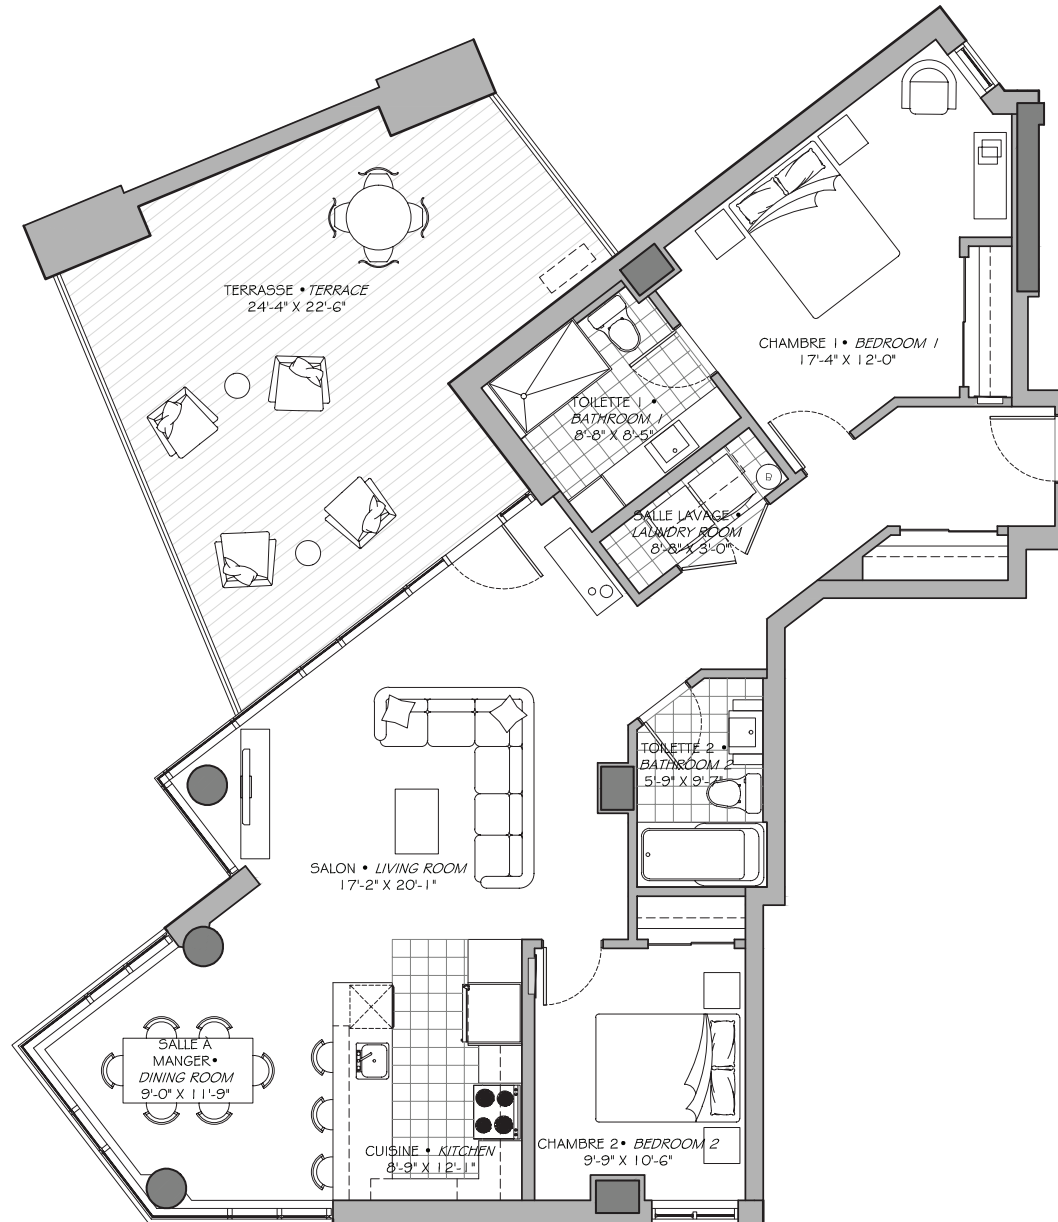 TERRASSE • TERRACE
24'-4" X 22'-6"
CHAMBRE 1 • BEDROOM 1
17'-4" X 12'-0"
TOILETTE 1 •
BATHROOM 1
8'-8" X 8'-5"
B
SALLE LAVAGE •
LAUNDRY ROOM
8'-8" X 3'-0"
TOILETTE 2 •
BATHROOM 2
5'-9" X 9'-7"
SALON • LIVING ROOM
17'-2" X 20'-1"
SALLE À
MANGER •
DINING ROOM
9'-0" X 11'-9"
CUISINE • KITCHEN
8'-9" X 12'-1"
CHAMBRE 2 • BEDROOM 2
9'-9" X 10'-6"